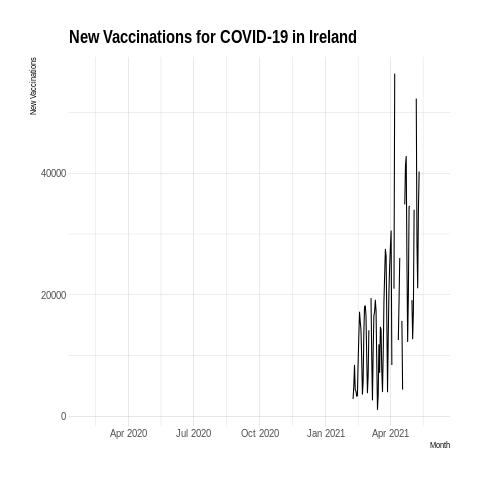 New Vaccinations for COVID-19 in Ireland
New Vaccinations
40000
20000
0
Apr 2020 Jul 2020 Oct 2020 Jan 2021 Apr 2021
Month